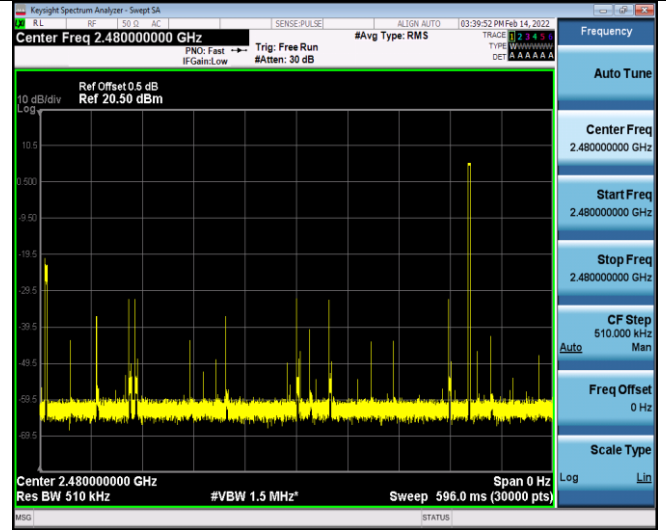 Keysight Spectrum Analyzer - Swept SA
RL RF 50 Ω AC SENSE:PULSE ALIGN AUTO 03:39:52 PM Feb 14, 2022
Center Freq 2.480000000 GHz
PNO: Fast
IFGain:Low
Trig: Free Run
#Atten: 30 dB
#Avg Type: RMS
TRACE 1 2 3 4 5 6
TYPE WWWWWW
DET A A A A A A
Ref Offset 0.5 dB
10 dB/div Ref 20.50 dBm
Log
10.5
0.500
-9.50
-19.5
-29.5
-39.5
-49.5
-59.5
-69.5
Center 2.480000000 GHz Span 0 Hz
Res BW 510 kHz #VBW 1.5 MHz* Sweep 596.0 ms (30000 pts)
MSG STATUS
Frequency
Auto Tune
Center Freq
2.480000000 GHz
Start Freq
2.480000000 GHz
Stop Freq
2.480000000 GHz
CF Step
510.000 kHz
Auto Man
Freq Offset
0 Hz
Scale Type
Log Lin